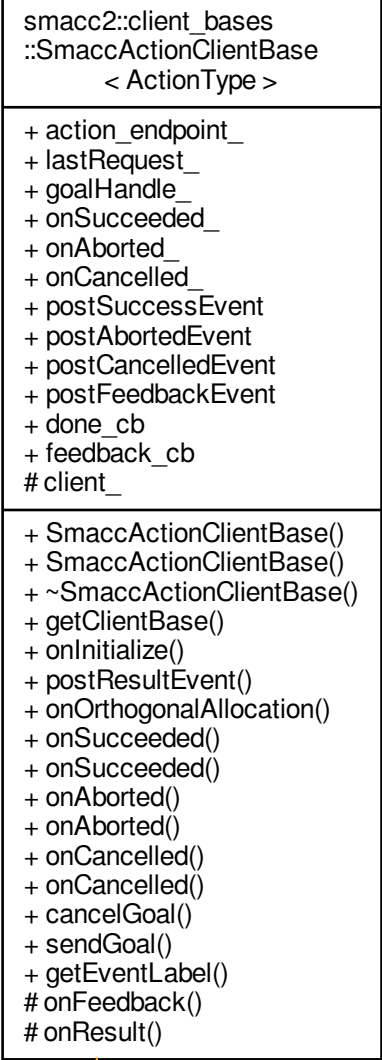 smacc2::client_bases
::SmaccActionClientBase
< ActionType >
+ action_endpoint_
+ lastRequest_
+ goalHandle_
+ onSucceeded_
+ onAborted_
+ onCancelled_
+ postSuccessEvent
+ postAbortedEvent
+ postCancelledEvent
+ postFeedbackEvent
+ done_cb
+ feedback_cb
# client_
+ SmaccActionClientBase()
+ SmaccActionClientBase()
+ ~SmaccActionClientBase()
+ getClientBase()
+ onInitialize()
+ postResultEvent()
+ onOrthogonalAllocation()
+ onSucceeded()
+ onSucceeded()
+ onAborted()
+ onAborted()
+ onCancelled()
+ onCancelled()
+ cancelGoal()
+ sendGoal()
+ getEventLabel()
# onFeedback()
# onResult()